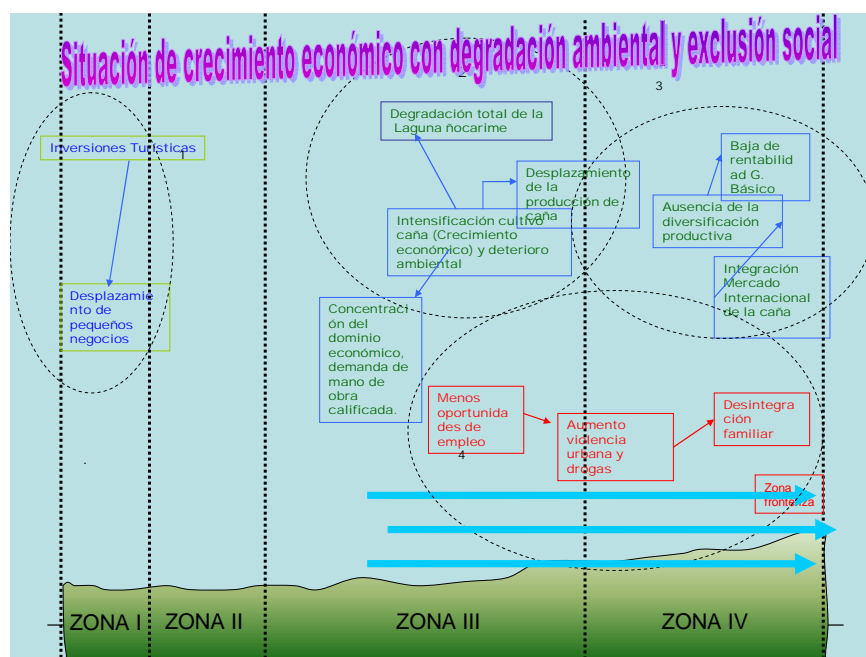 Situación de crecimiento económico con degradación ambiental y exclusión social
2
3
Inversiones Turísticas
1
Desplazamie
nto de
pequeños
negocios
Degradación total de la
Laguna ñocarime
Desplazamiento
de la
producción de
caña
Intensificación cultivo
caña (Crecimiento
económico) y deterioro
ambiental
Concentraci
ón del
dominio
económico,
demanda de
mano de
obra
calificada.
Baja de
rentabilid
ad G.
Básico
Ausencia de la
diversificación
productiva
Integración
Mercado
Internacional
de la caña
Menos
oportunida
des de
empleo
4
Aumento
violencia
urbana y
drogas
Desintegra
ción
familiar
Zona
fronteriza
ZONA I
ZONA II
ZONA III
ZONA IV